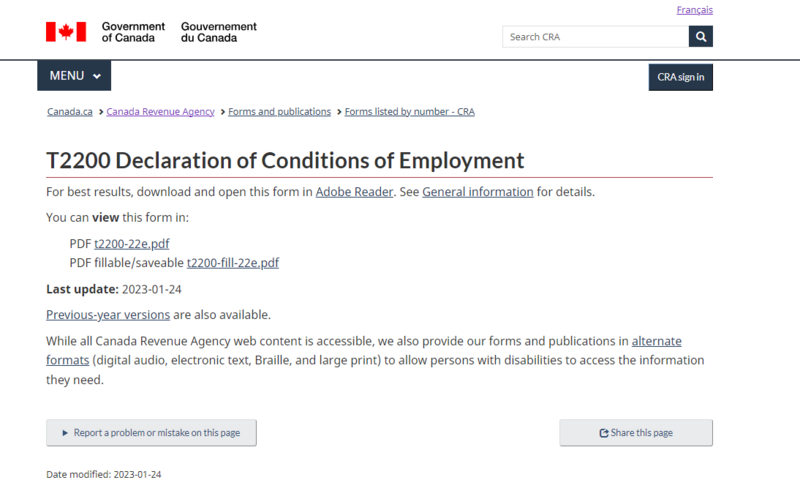 Français
Government of Canada
Gouvernement du Canada
Search CRA
MENU
CRA sign in
Canada.ca > Canada Revenue Agency > Forms and publications > Forms listed by number - CRA
T2200 Declaration of Conditions of Employment
For best results, download and open this form in Adobe Reader. See General information for details.
You can view this form in:
PDF t2200-22e.pdf
PDF fillable/saveable t2200-fill-22e.pdf
Last update: 2023-01-24
Previous-year versions are also available.
While all Canada Revenue Agency web content is accessible, we also provide our forms and publications in alternate
formats (digital audio, electronic text, Braille, and large print) to allow persons with disabilities to access the information
they need.
Report a problem or mistake on this page
Share this page
Date modified: 2023-01-24